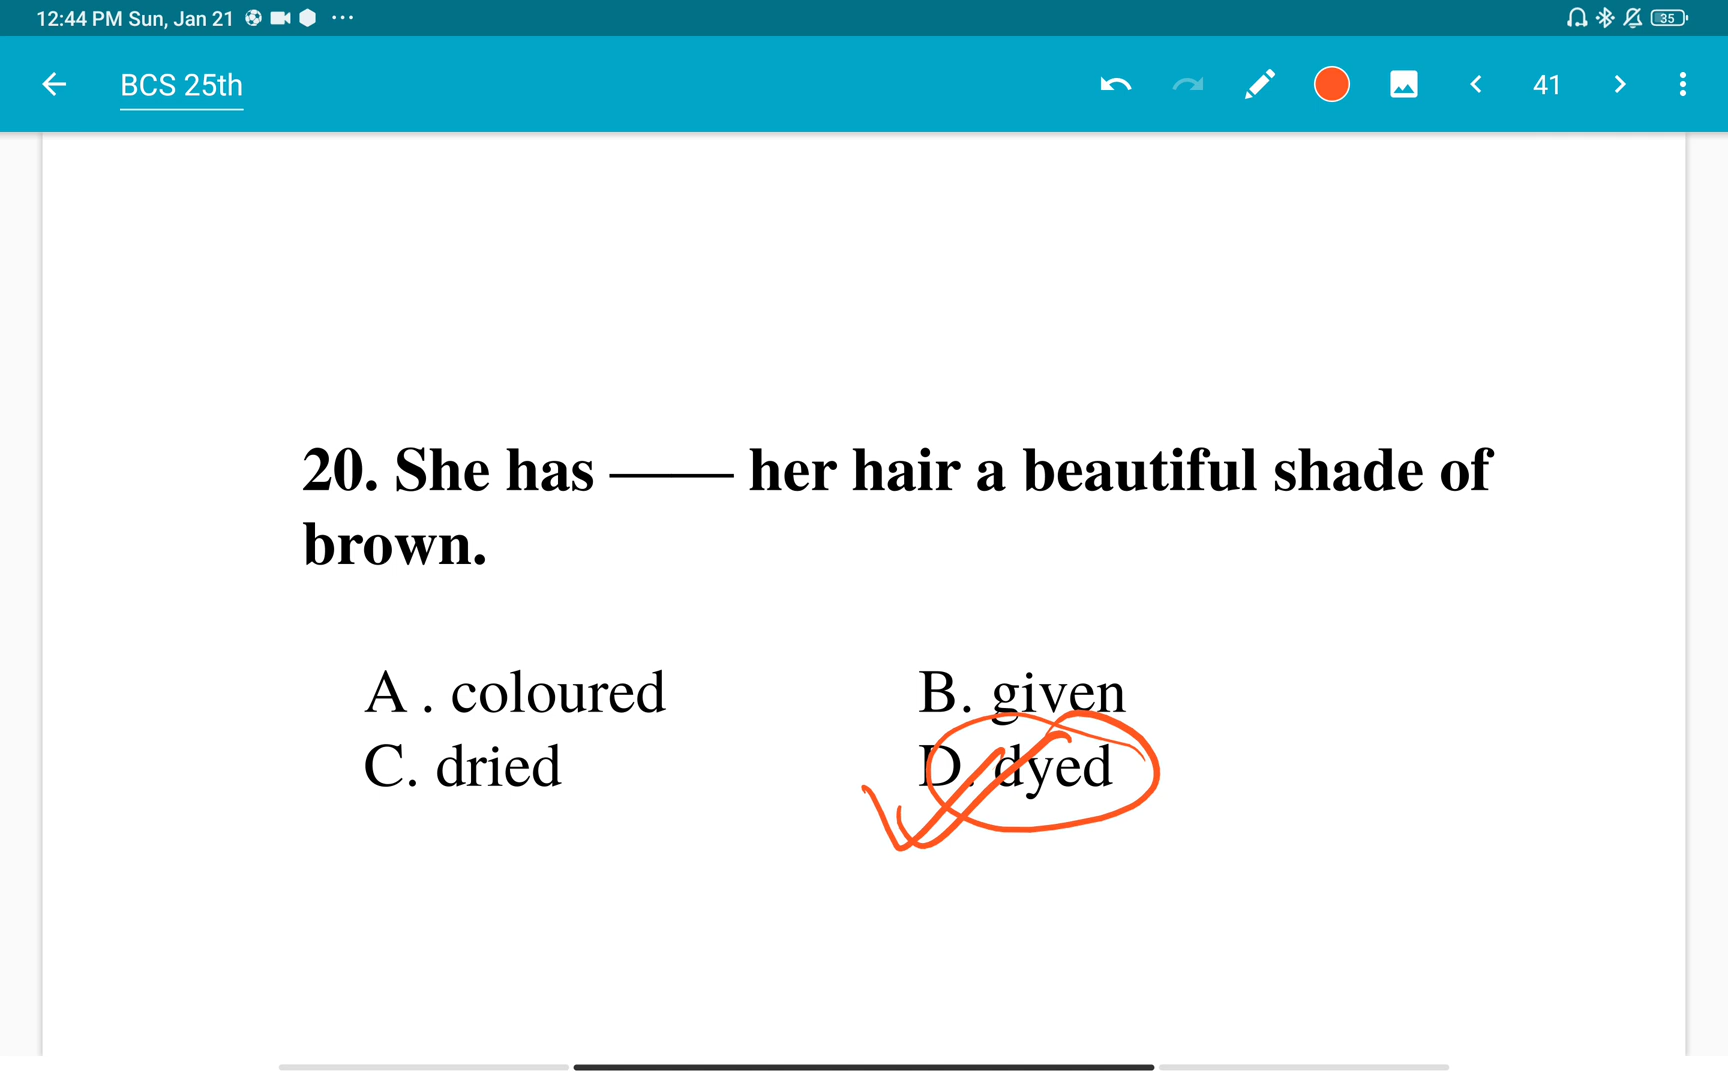 12:44 PM Sun, Jan 21 ... 35
BCS 25th 41
20. She has —— her hair a beautiful shade of
brown.
A . coloured B. given
C. dried D. dyed